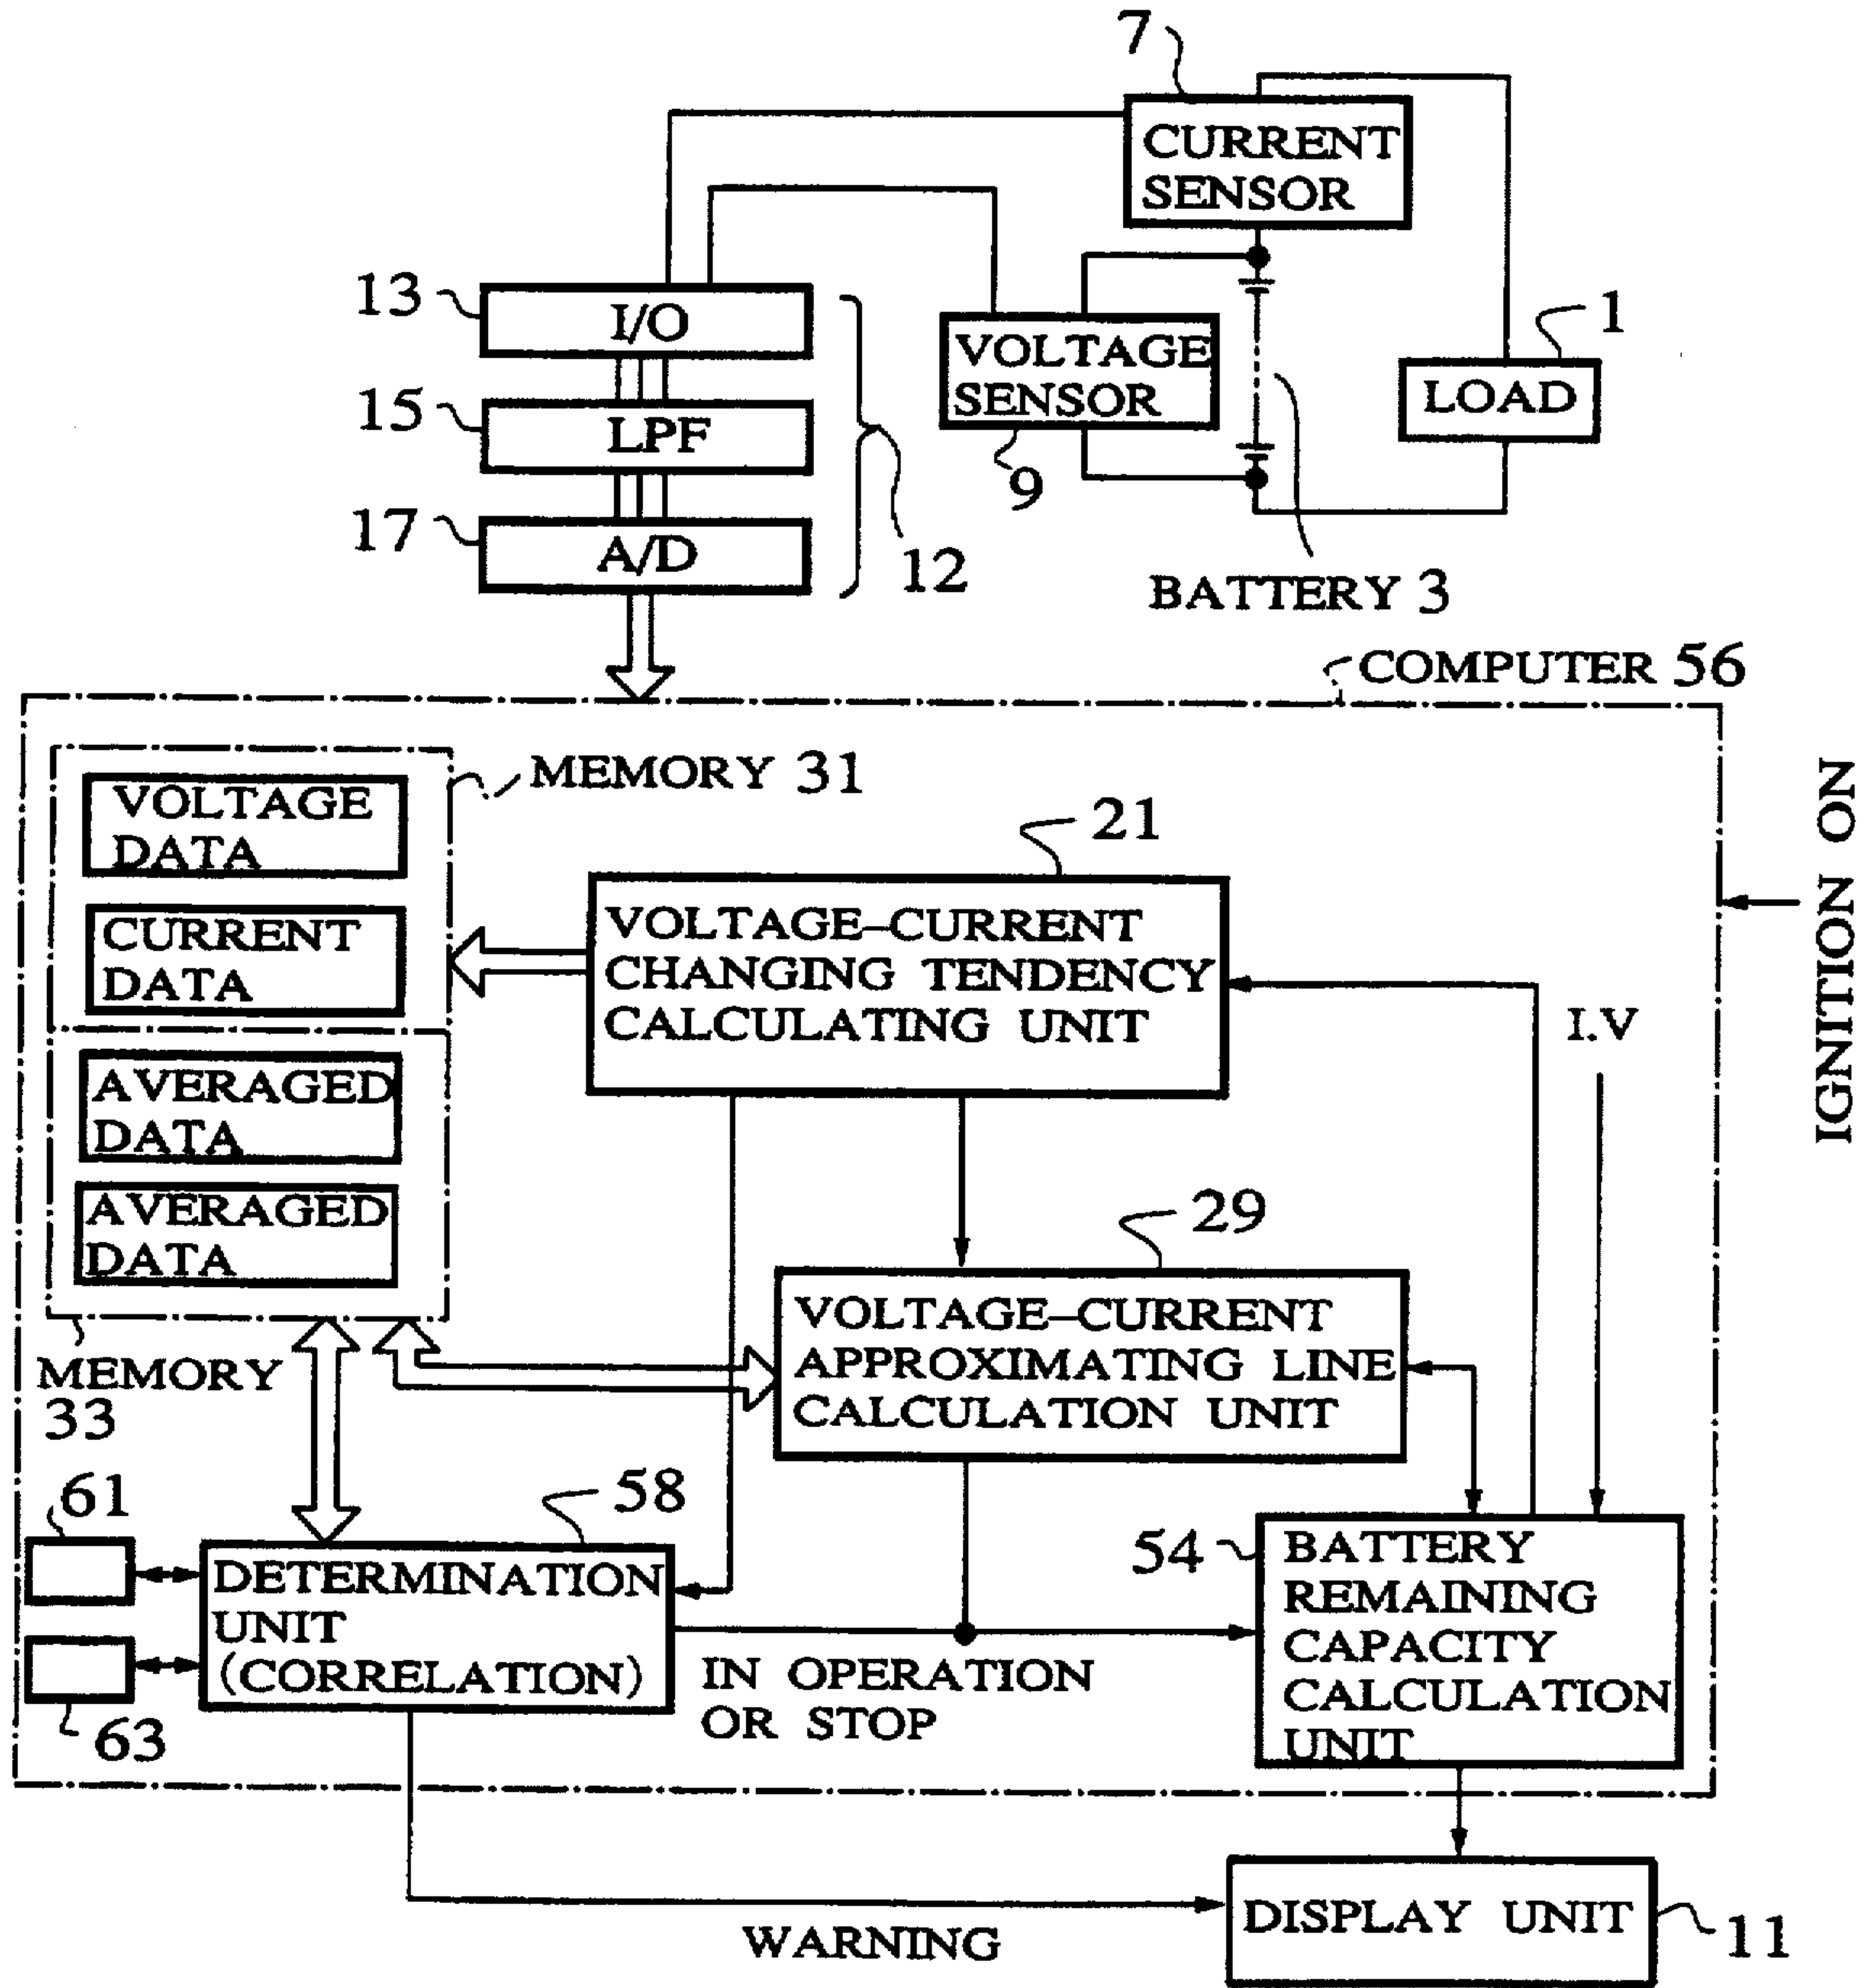 7
CURRENT
SENSOR
13
I/O
1
VOLTAGE
SENSOR
LOAD
15
LPF
9
17
A/D
12
BATTERY 3
COMPUTER 56
MEMORY 31
VOLTAGE
DATA
IGNITION ON
21
CURRENT
DATA
VOLTAGE–CURRENT
CHANGING TENDENCY
CALCULATING UNIT
I.V
AVERAGED
DATA
AVERAGED
DATA
29
VOLTAGE–CURRENT
APPROXIMATING LINE
CALCULATION UNIT
MEMORY
33
61
58
54
DETERMINATION
UNIT
(CORRELATION)
BATTERY
REMAINING
CAPACITY
CALCULATION
UNIT
63
IN OPERATION
OR STOP
WARNING
DISPLAY UNIT
11